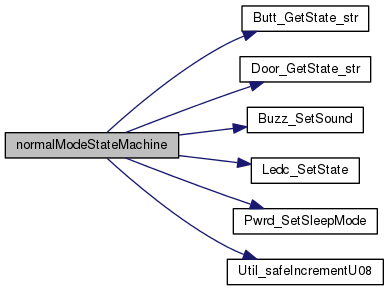 Butt_GetState_str
Door_GetState_str
Buzz_SetSound
normalModeStateMachine
Ledc_SetState
Pwrd_SetSleepMode
Util_safeIncrementU08